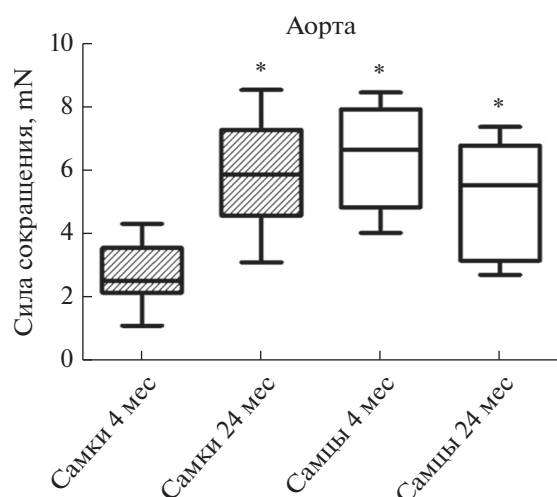 Аорта
Сила сокращения, mN
10
8
6
4
2
0
*
*
*
Самки 4 мес
Самки 24 мес
Самцы 4 мес
Самцы 24 мес